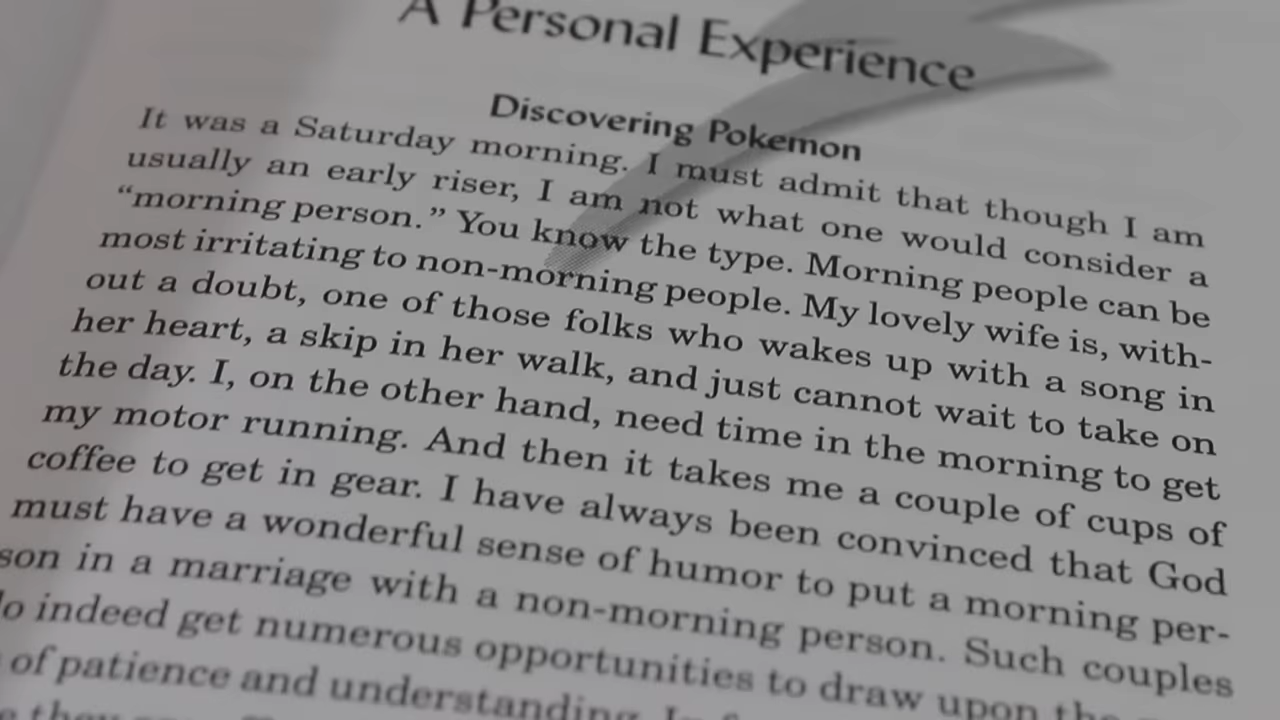 A Personal Experience
Discovering Pokemon
It was a Saturday morning. I must admit that though I am
usually an early riser, I am not what one would consider a
“morning person.” You know the type. Morning people can be
most irritating to non-morning people. My lovely wife is, with-
out a doubt, one of those folks who wakes up with a song in
her heart, a skip in her walk, and just cannot wait to take on
the day. I, on the other hand, need time in the morning to get
my motor running. And then it takes me a couple of cups of
coffee to get in gear. I have always been convinced that God
must have a wonderful sense of humor to put a morning per-
son in a marriage with a non-morning person. Such couples
do indeed get numerous opportunities to draw upon the
of patience and understanding.